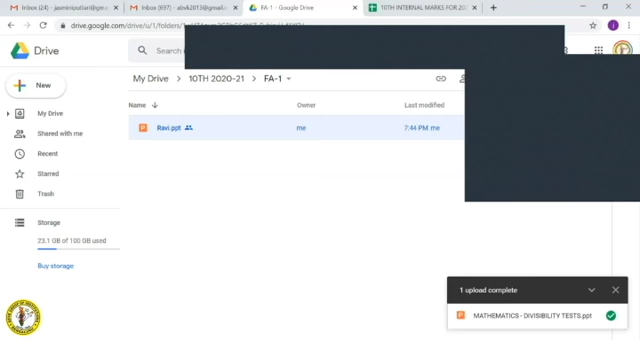 Inbox (24) - jasminiputlari@gm
Inbox (697) - abvk2013@gmail.
FA-1 - Google Drive
10TH INTERNAL MARKS FOR 20
drive.google.com/drive/u/1/folders/
Drive
Search
New
My Drive
Shared with me
Recent
Starred
Trash
Storage
23.1 GB of 100 GB used
Buy storage
My Drive > 10TH 2020-21 > FA-1
Name Owner Last modified
Ravi.ppt me 7:44 PM me
1 upload complete
MATHEMATICS - DIVISIBILITY TESTS.ppt